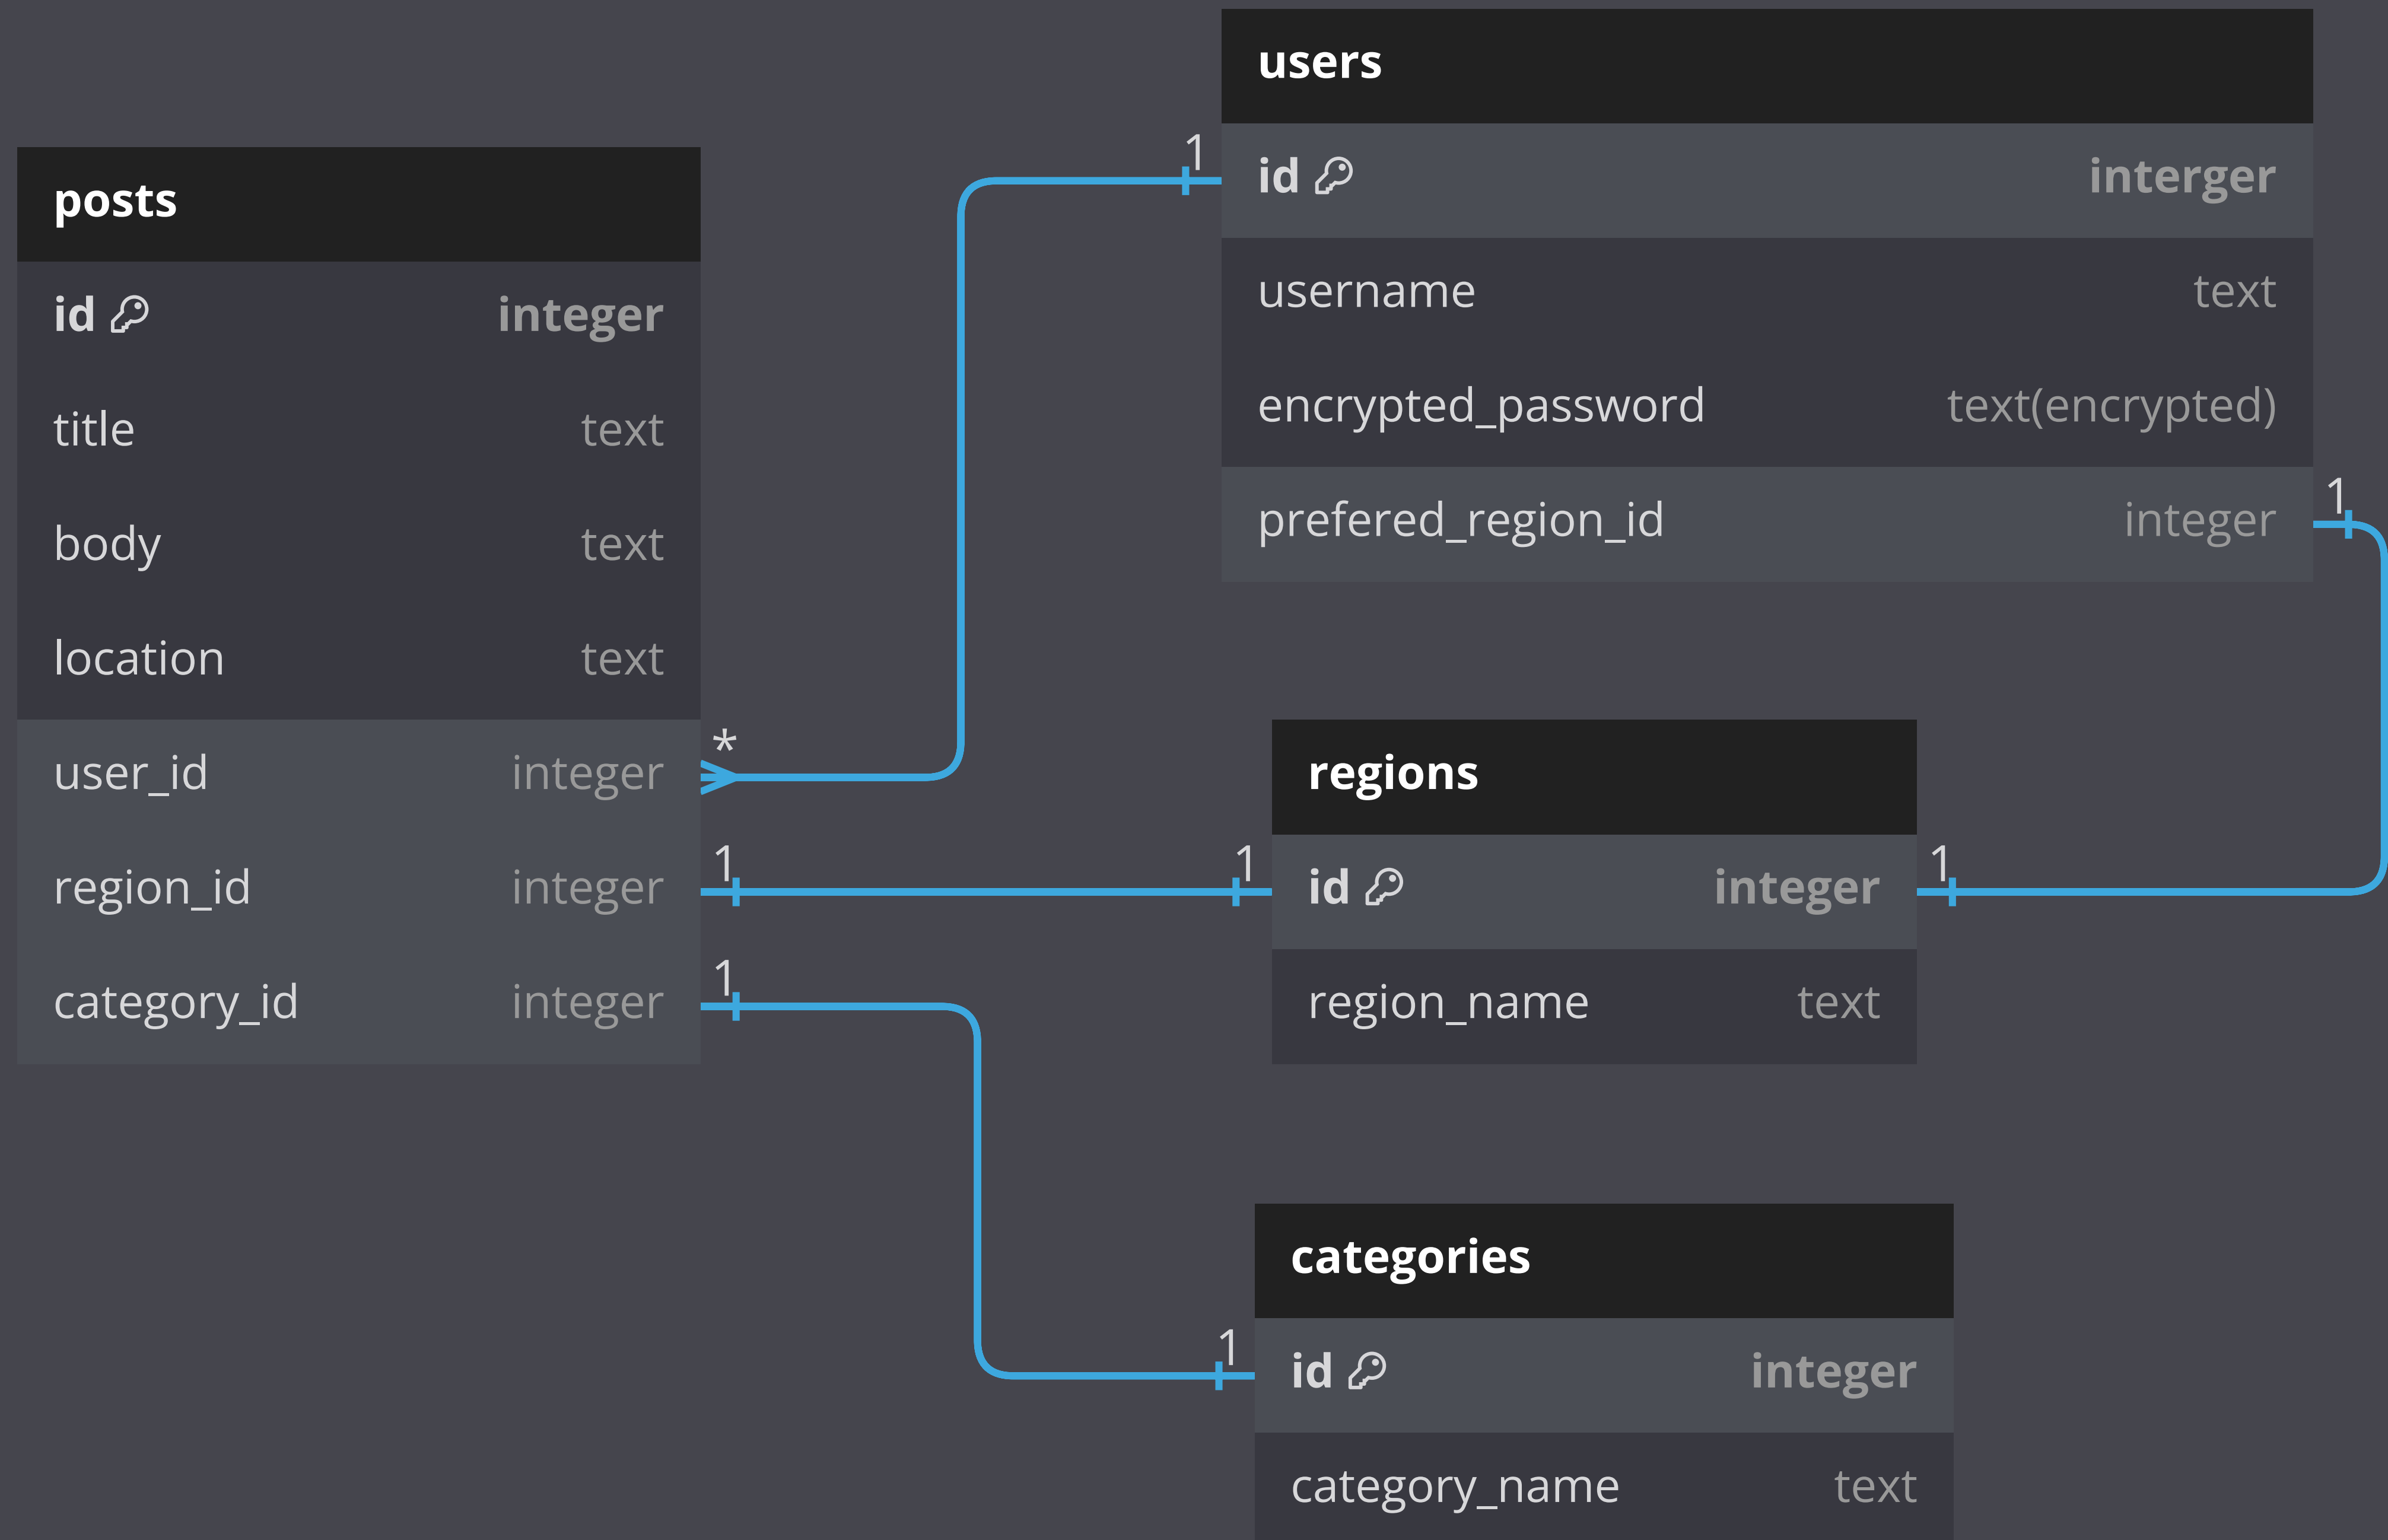 posts
id integer
title text
body text
location text
user_id integer
region_id integer
category_id integer
*
1
1
users
id interger
username text
encrypted_password text(encrypted)
prefered_region_id integer
1
1
regions
id integer
region_name text
1
1
categories
id integer
category_name text
1